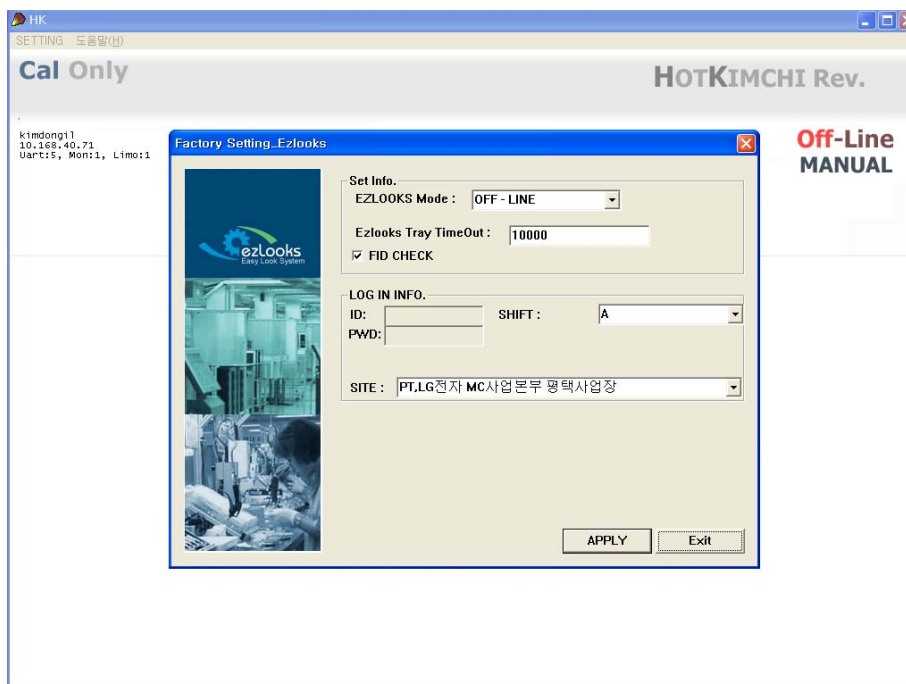 HK
SETTING 도움말(H)
Cal Only
HOTKIMCHI Rev.
kimdongil
10.168.40.71
Uart:5, Mon:1, Limo:1
Off-Line
MANUAL
Factory Setting_Ezlooks
ezLooks
Easy Look System
Set Info.
EZLOOKS Mode : OFF - LINE
Ezlooks Tray TimeOut : 10000
FID CHECK
LOG IN INFO.
ID: SHIFT : A
PWD:
SITE : PT,LG전자 MC사업본부 평택사업장
APPLY Exit